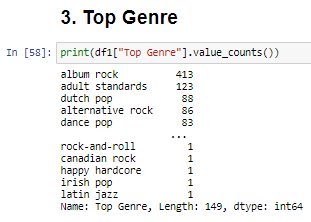 3. Top Genre
In [58]: print(df1["Top Genre"].value_counts())
album rock 413
adult standards 123
dutch pop 88
alternative rock 86
dance pop 83
...
rock-and-roll 1
canadian rock 1
happy hardcore 1
irish pop 1
latin jazz 1
Name: Top Genre, Length: 149, dtype: int64